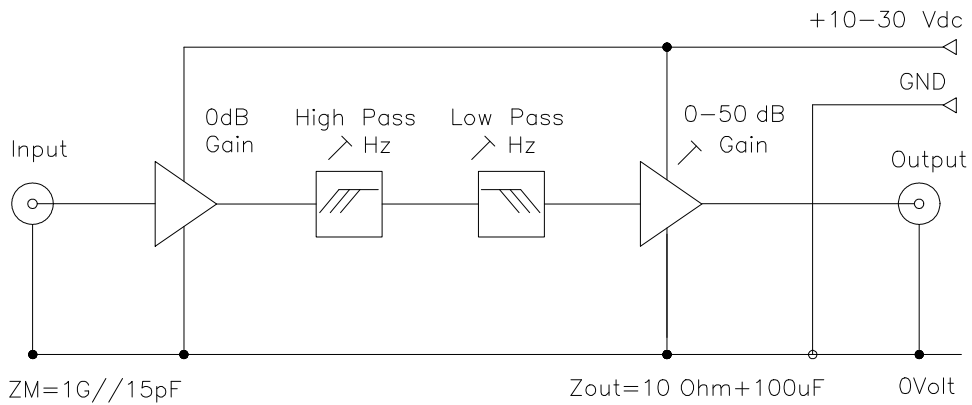 +10-30 Vdc
GND
0dB
Gain
High Pass
Hz
Low Pass
Hz
0-50 dB
Gain
Input
Output
ZM=1G//15pF
Zout=10 Ohm+100uF
0Volt